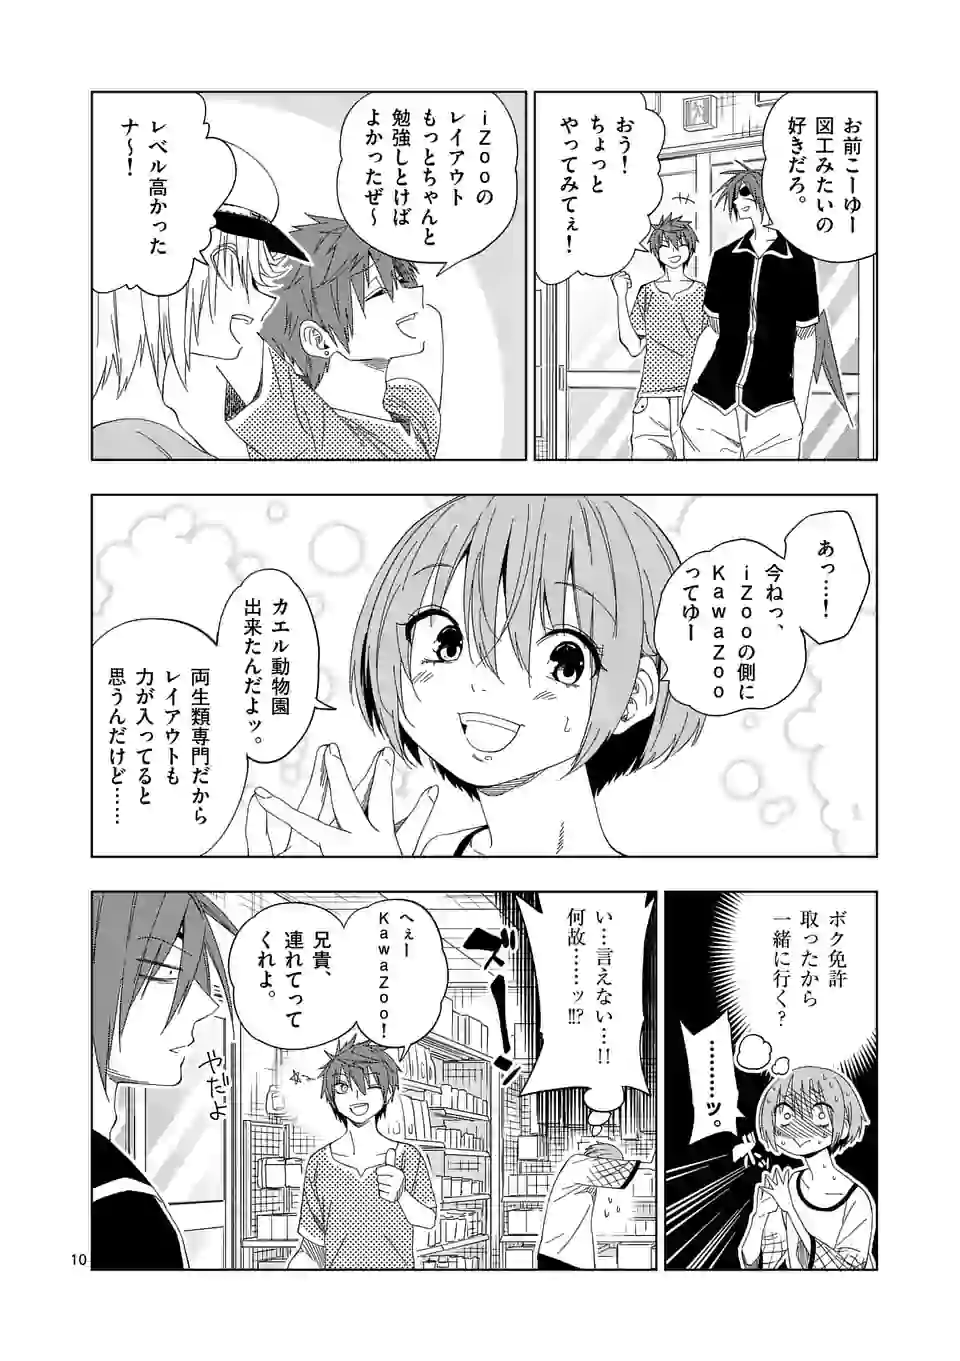 お前こーゆー
図工みたいの
好きだろ。
おう!
ちょっと
やってみてぇ!
iZooの
レイアウト
もっとちゃんと
勉強しとけば
よかったぜ〜
レベル高かった
ナ〜!
あっ…!
今ねっ、
iZooの側に
KawaZoo
ってゆー
カエル動物園
出来たんだよッ。
両生類専門だから
レイアウトも
力が入ってると
思うんだけど……
ボク免許
取ったから
一緒に行く?
………ッ。
い…言えない…!!
何故……ッ!!?
へぇー
KawaZoo!
兄貴、
連れてって
くれよ。
やだよ
10